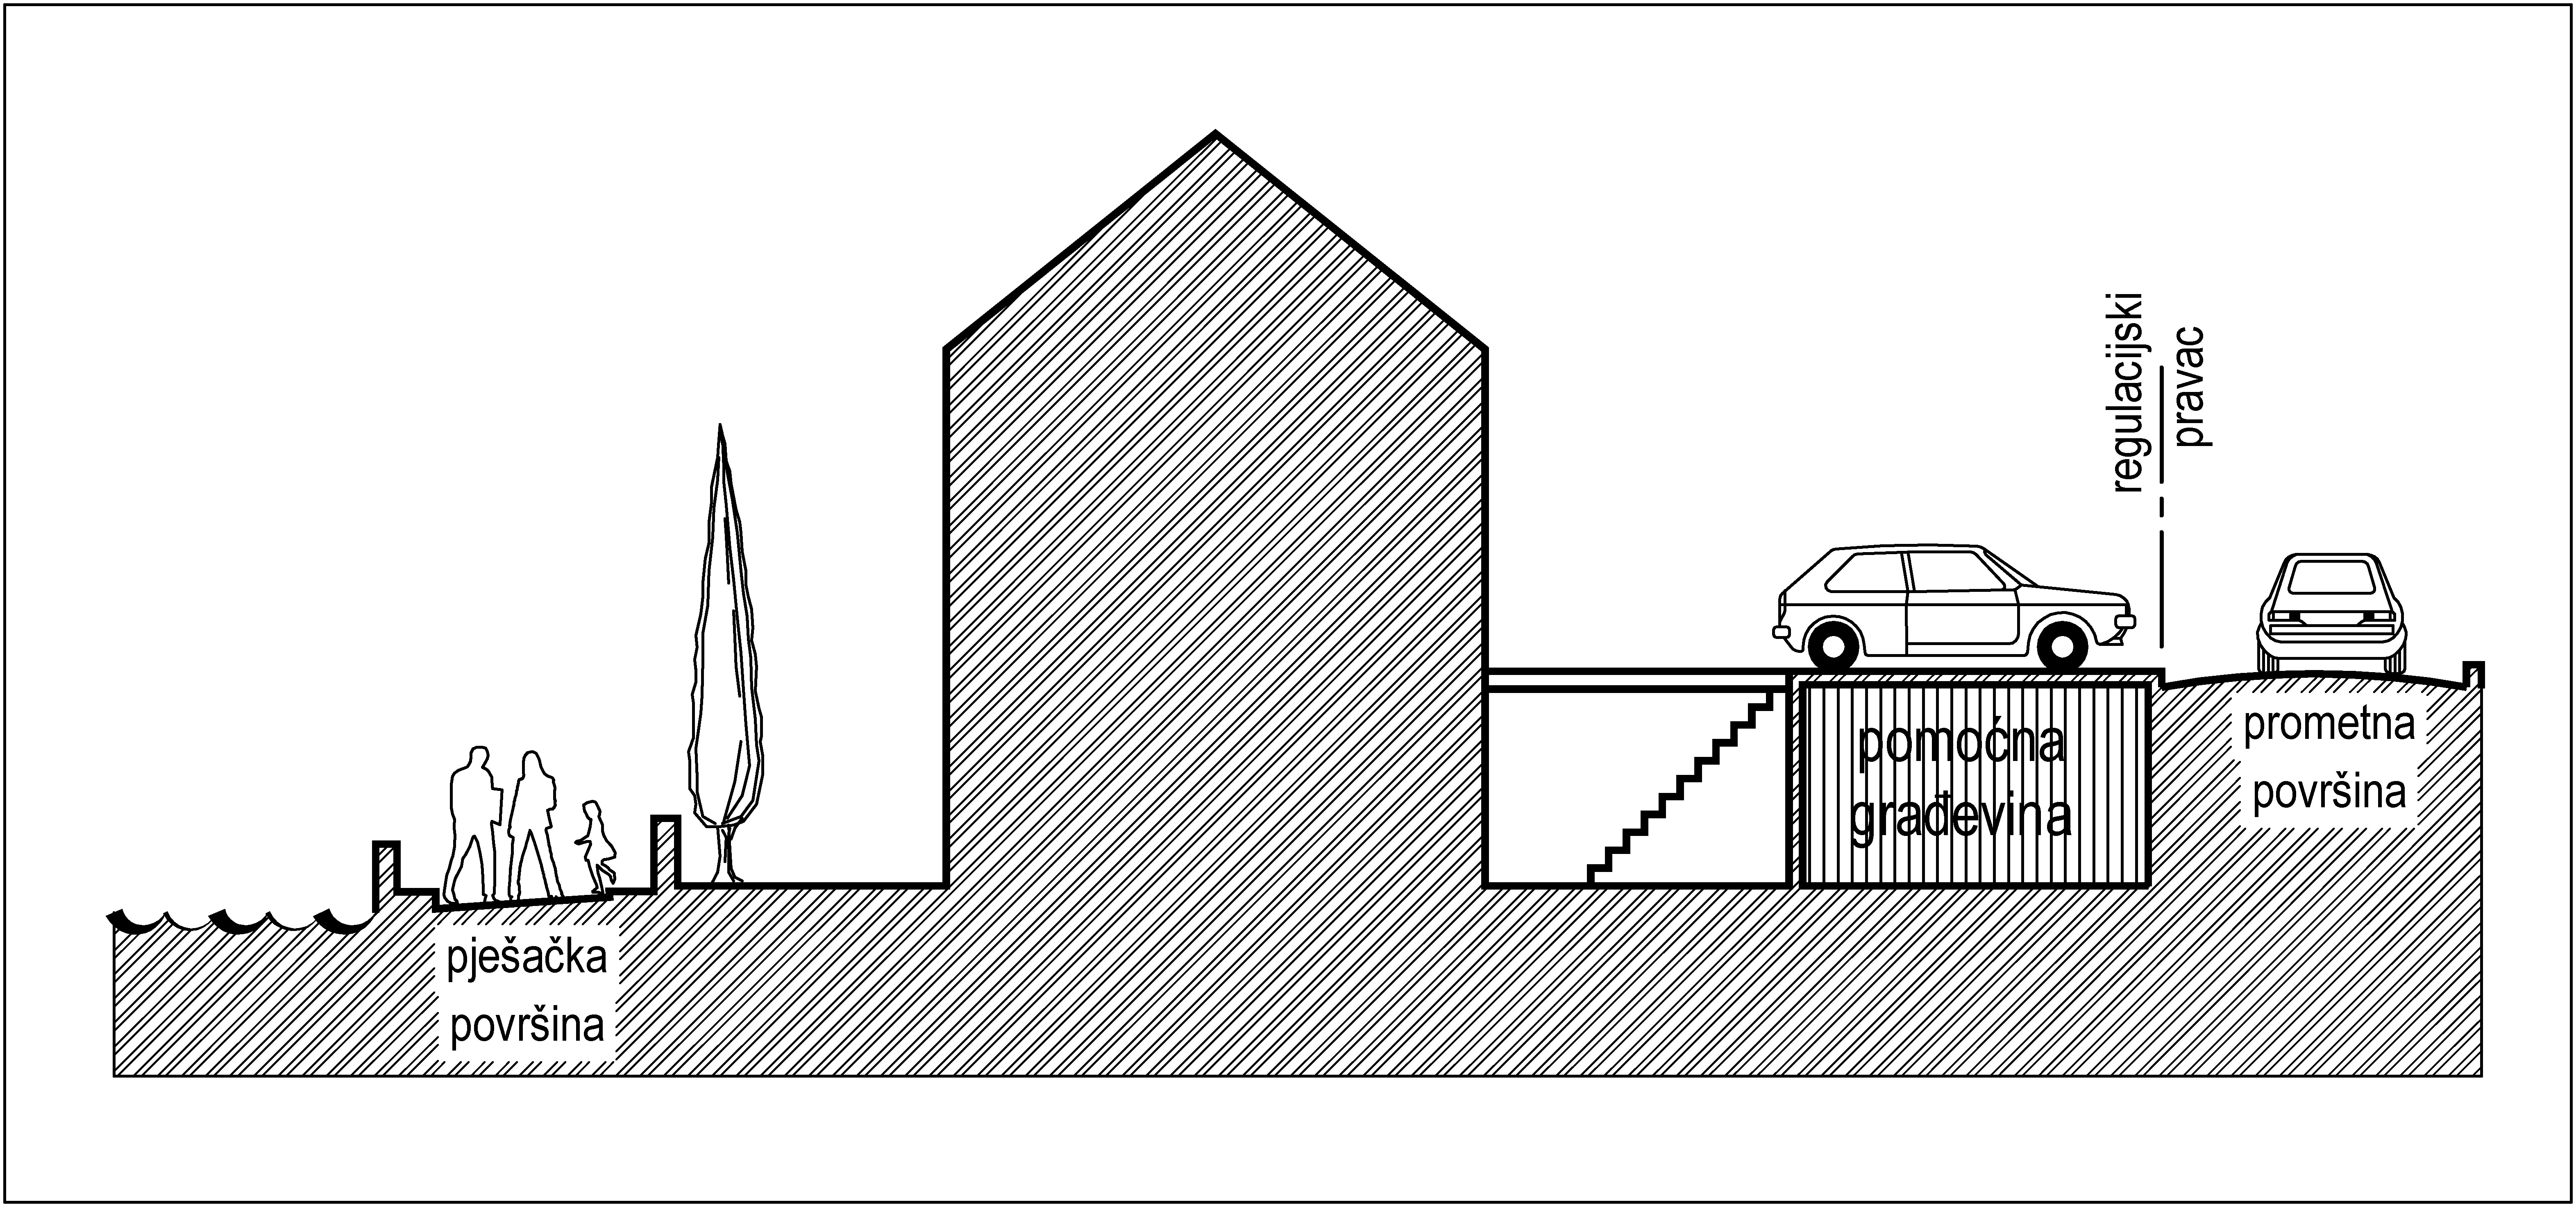 regulacijski
pravac
pomoćna
građevina
prometna
površina
pješačka
površina